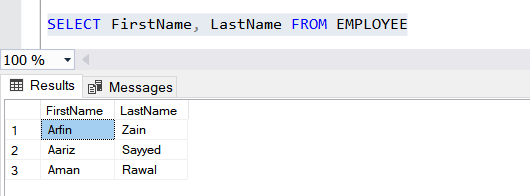 SELECT FirstName, LastName FROM EMPLOYEE
100 %
Results Messages
FirstName LastName
1 Arfin Zain
2 Aariz Sayyed
3 Aman Rawal